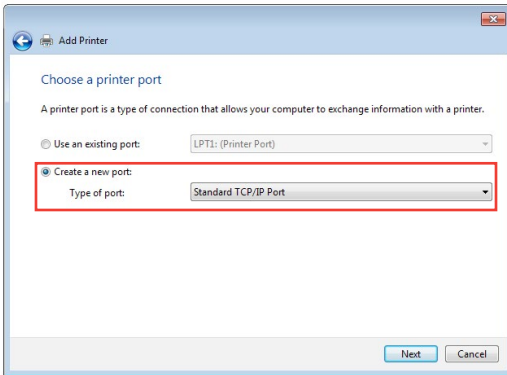 Add Printer
Choose a printer port
A printer port is a type of connection that allows your computer to exchange information with a printer.
Use an existing port: LPT1: (Printer Port)
Create a new port:
Type of port: Standard TCP/IP Port
Next Cancel